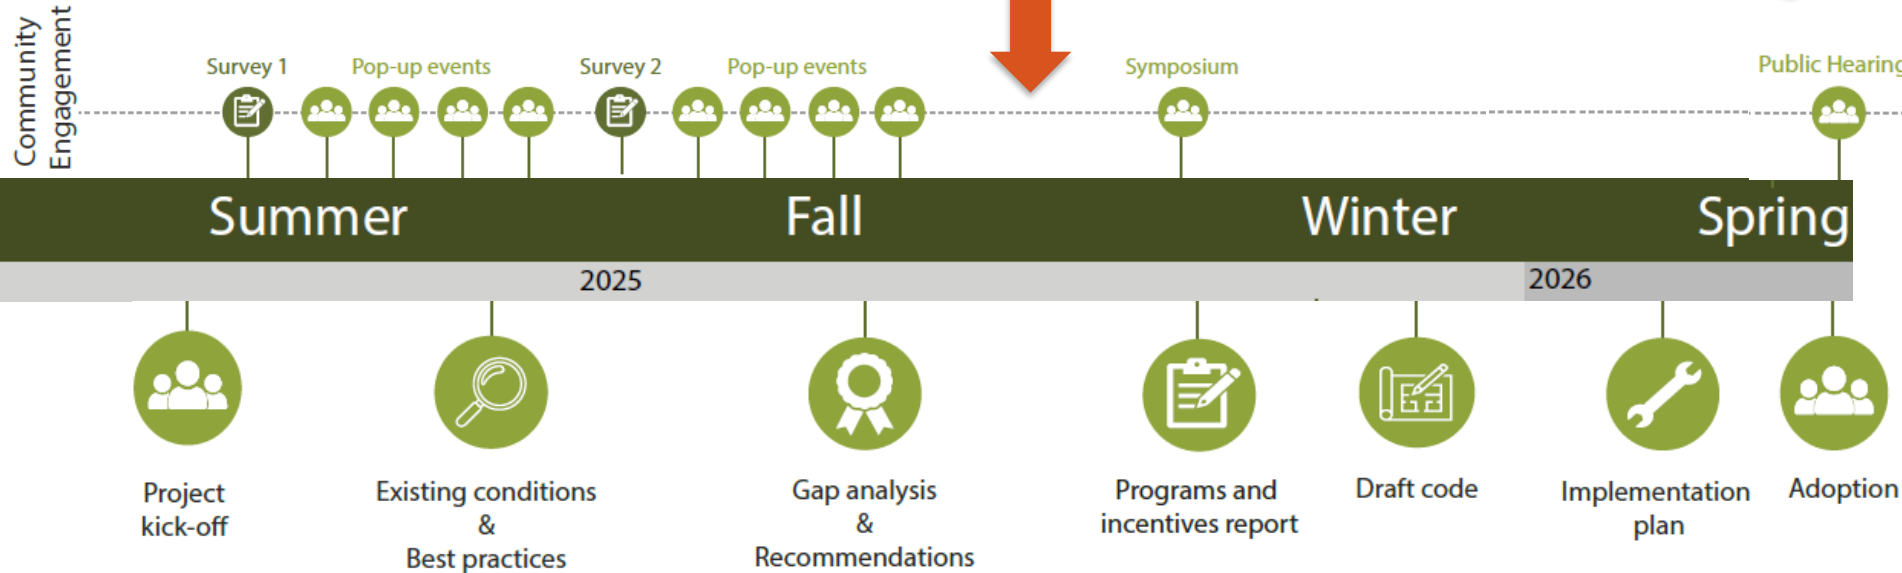 Community
Engagement
Survey 1
Pop-up events
Survey 2
Pop-up events
Symposium
Public Hearing
Summer
Fall
Winter
Spring
2025
2026
Project
kick-off
Existing conditions
&
Best practices
Gap analysis
&
Recommendations
Programs and
incentives report
Draft code
Implementation
plan
Adoption